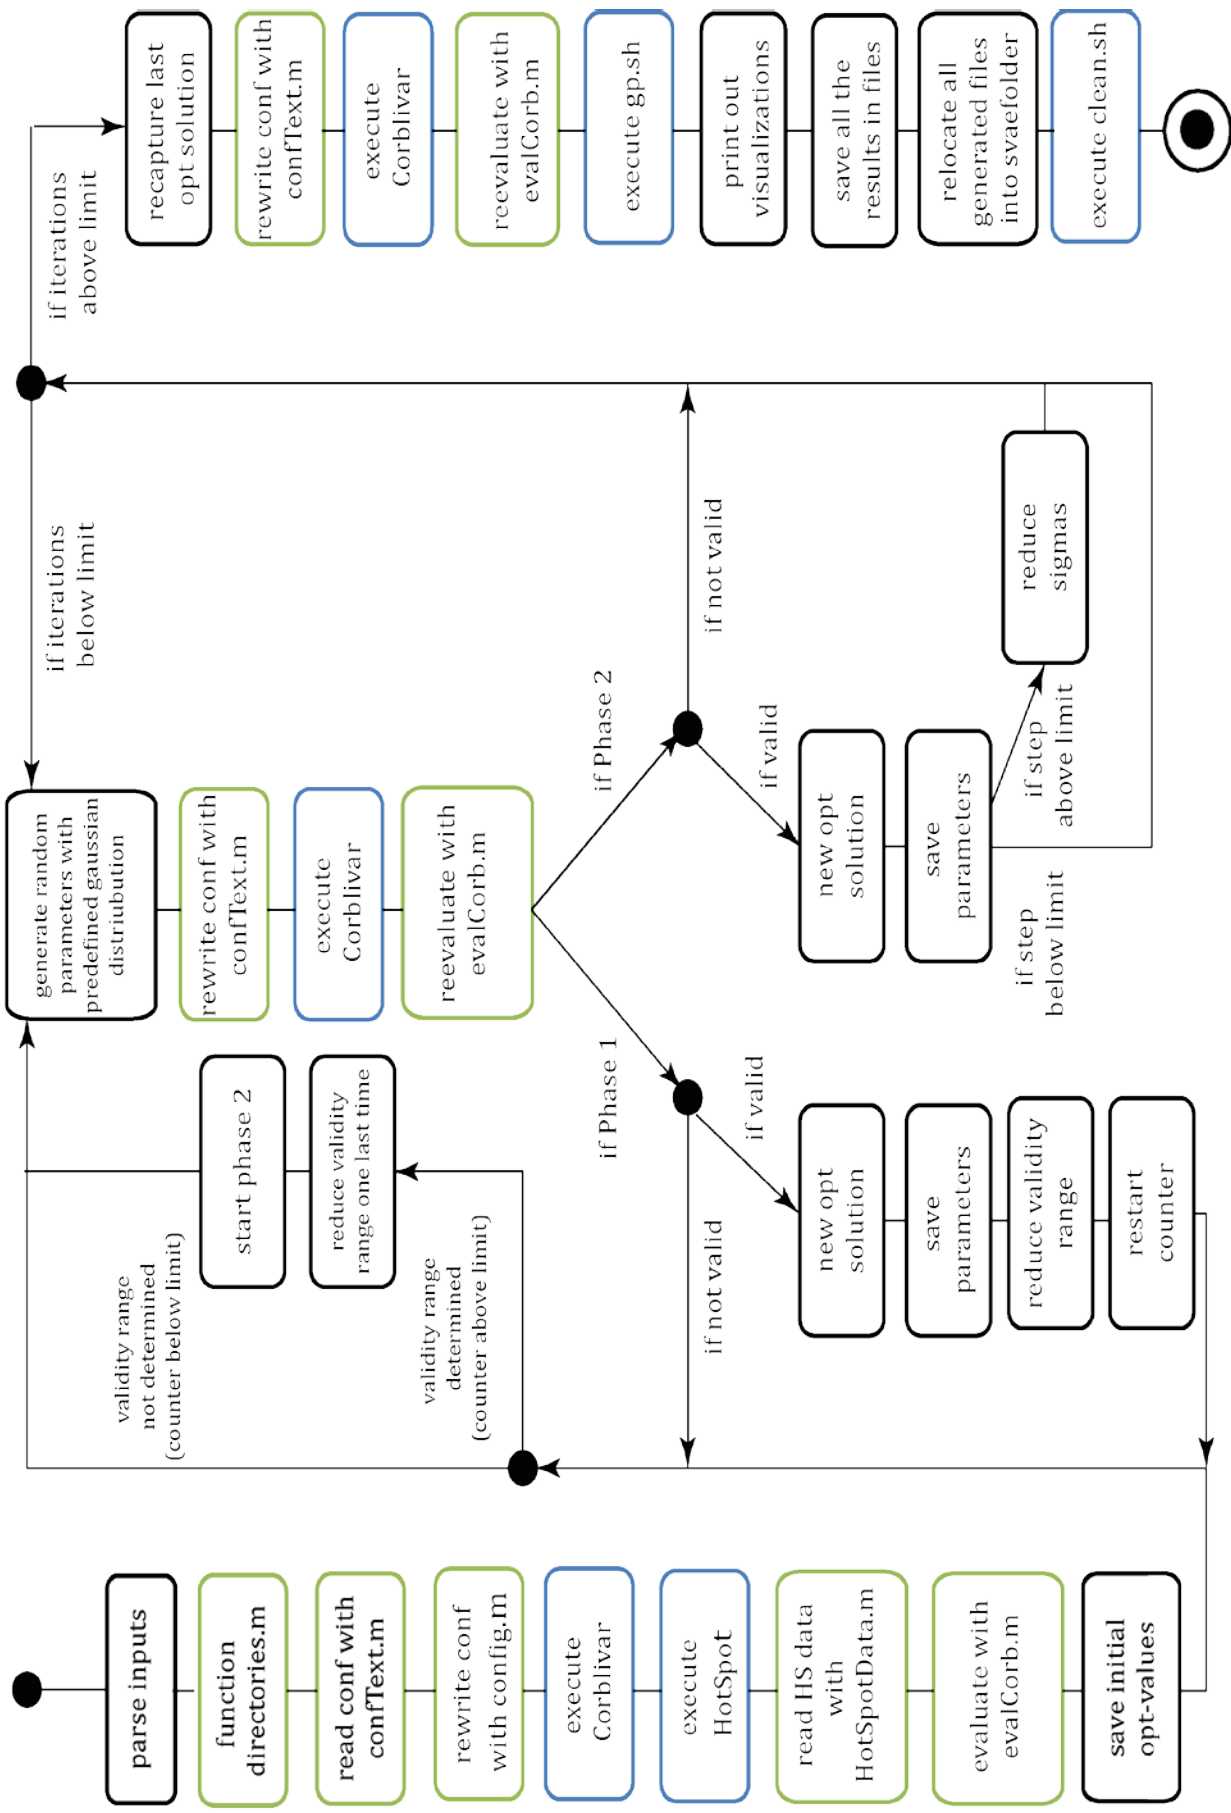 parse inputs
function
directories.m
read conf with
confText.m
rewrite conf
with config.m
execute
Corblivar
execute
HotSpot
read HS data
with
HotSpotData.m
evaluate with
evalCorb.m
save initial
opt-values
validity range
not determined
(counter below limit)
validity range
determined
(counter above limit)
start phase 2
reduce validity
range one last time
generate random
parameters with
predefined gaussian
distriubution
rewrite conf with
confText.m
execute
Corblivar
reevaluate with
evalCorb.m
if Phase 1
if not valid
if valid
new opt
solution
save
parameters
reduce validity
range
restart
counter
if Phase 2
if not valid
if valid
new opt
solution
save
parameters
if step
below limit
if step
above limit
reduce
sigmas
if iterations
below limit
if iterations
above limit
recapture last
opt solution
rewrite conf with
confText.m
execute
Corblivar
reevaluate with
evalCorb.m
execute gp.sh
print out
visualizations
save all the
results in files
relocate all
generated files
into svaefolder
execute clean.sh